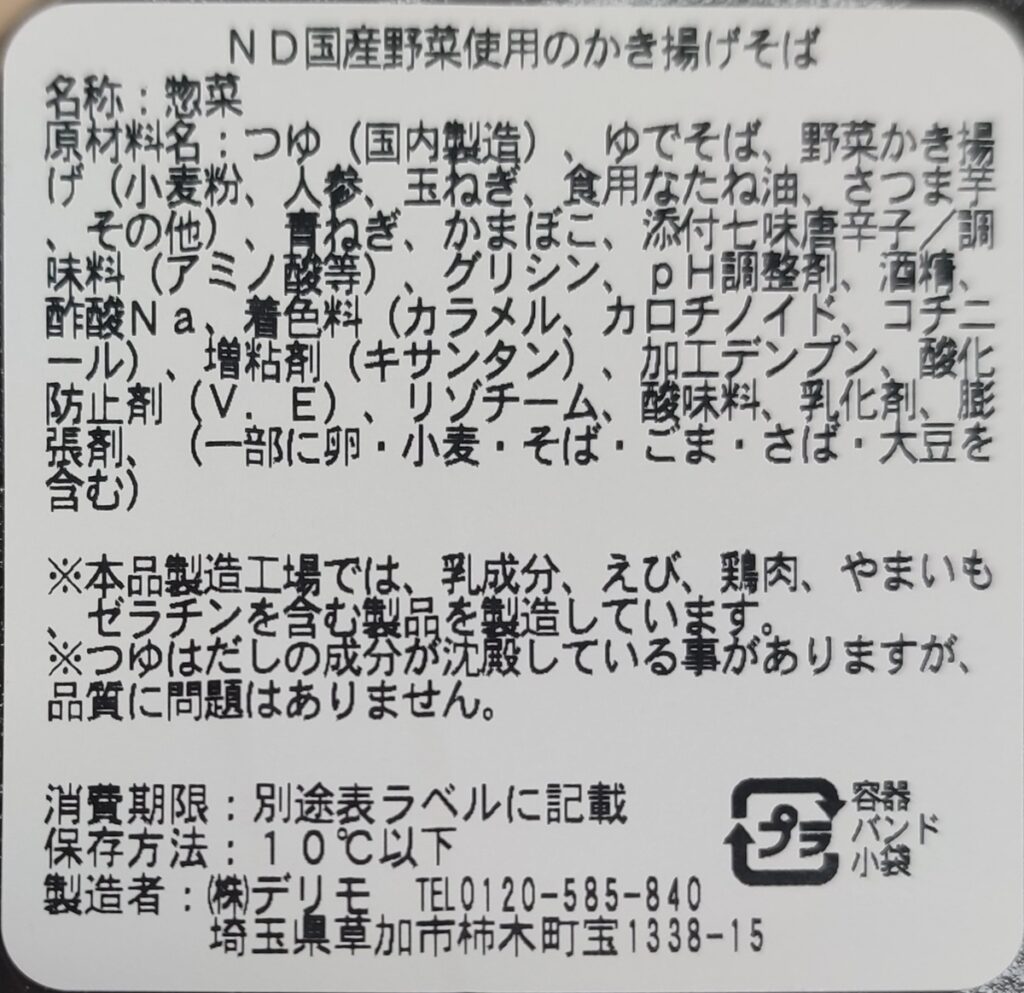 ND国産野菜使用のかき揚げそば
名称：惣菜
原材料名：つゆ（国内製造）、ゆでそば、野菜かき揚
げ（小麦粉、人参、玉ねぎ、食用なたね油、さつま芋
、その他）、青ねぎ、かまぼこ、添付七味唐辛子／調
味料（アミノ酸等）、グリシン、pH調整剤、酒精、
酢酸Na、着色料（カラメル、カロチノイド、コチニ
ール）、増粘剤（キサンタン）、加工デンプン、酸化
防止剤（V．E）、リゾチーム、酸味料、乳化剤、膨
張剤、（一部に卵・小麦・そば・ごま・さば・大豆を
含む）
※本品製造工場では、乳成分、えび、鶏肉、やまいも
、ゼラチンを含む製品を製造しています。
※つゆはだしの成分が沈殿している事がありますが、
品質に問題はありません。
消費期限：別途表ラベルに記載
保存方法：10℃以下
製造者：㈱デリモ TEL0120-585-840
埼玉県草加市柿木町宝1338-15
プラ
容器
バンド
小袋